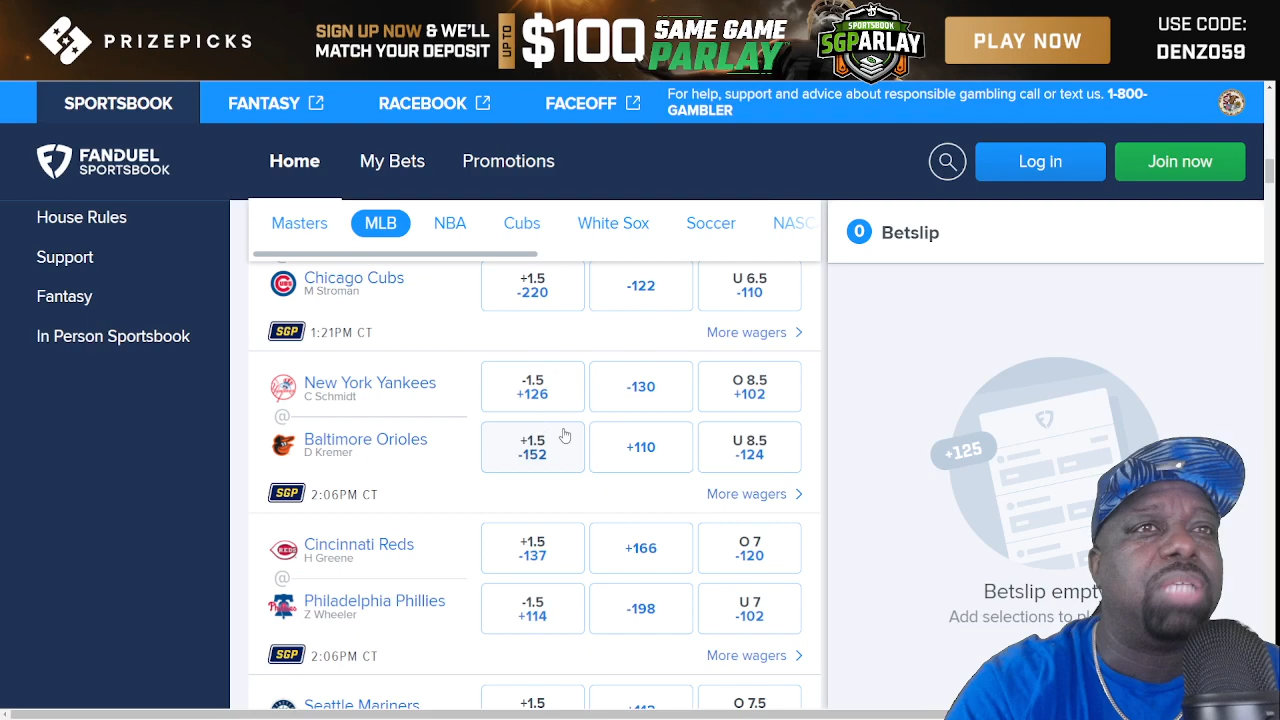 PRIZEPICKS
SIGN UP NOW & WE'LL
MATCH YOUR DEPOSIT
UP TO
$100
SAME GAME
PARLAY
SPORTSBOOK
SGPARLAY
PLAY NOW
USE CODE:
DENZO59
SPORTSBOOK
FANTASY
RACEBOOK
FACEOFF
For help, support and advice about responsible gambling call or text us. 1-800-
GAMBLER
FANDUEL
SPORTSBOOK
Home
My Bets
Promotions
Log in
Join now
House Rules
Support
Fantasy
In Person Sportsbook
Masters
MLB
NBA
Cubs
White Sox
Soccer
NASC
0 Betslip
Chicago Cubs
M Stroman
+1.5
-220
-122
U 6.5
-110
SGP 1:21PM CT
More wagers
New York Yankees
C Schmidt
-1.5
+126
-130
O 8.5
+102
@
Baltimore Orioles
D Kremer
+1.5
-152
+110
U 8.5
-124
SGP 2:06PM CT
More wagers
Cincinnati Reds
H Greene
+1.5
-137
+166
O 7
-120
@
Philadelphia Phillies
Z Wheeler
-1.5
+114
-198
U 7
-102
SGP 2:06PM CT
More wagers
Seattle Mariners
+1.5
O 7.5
+125
Betslip empt
Add selections to